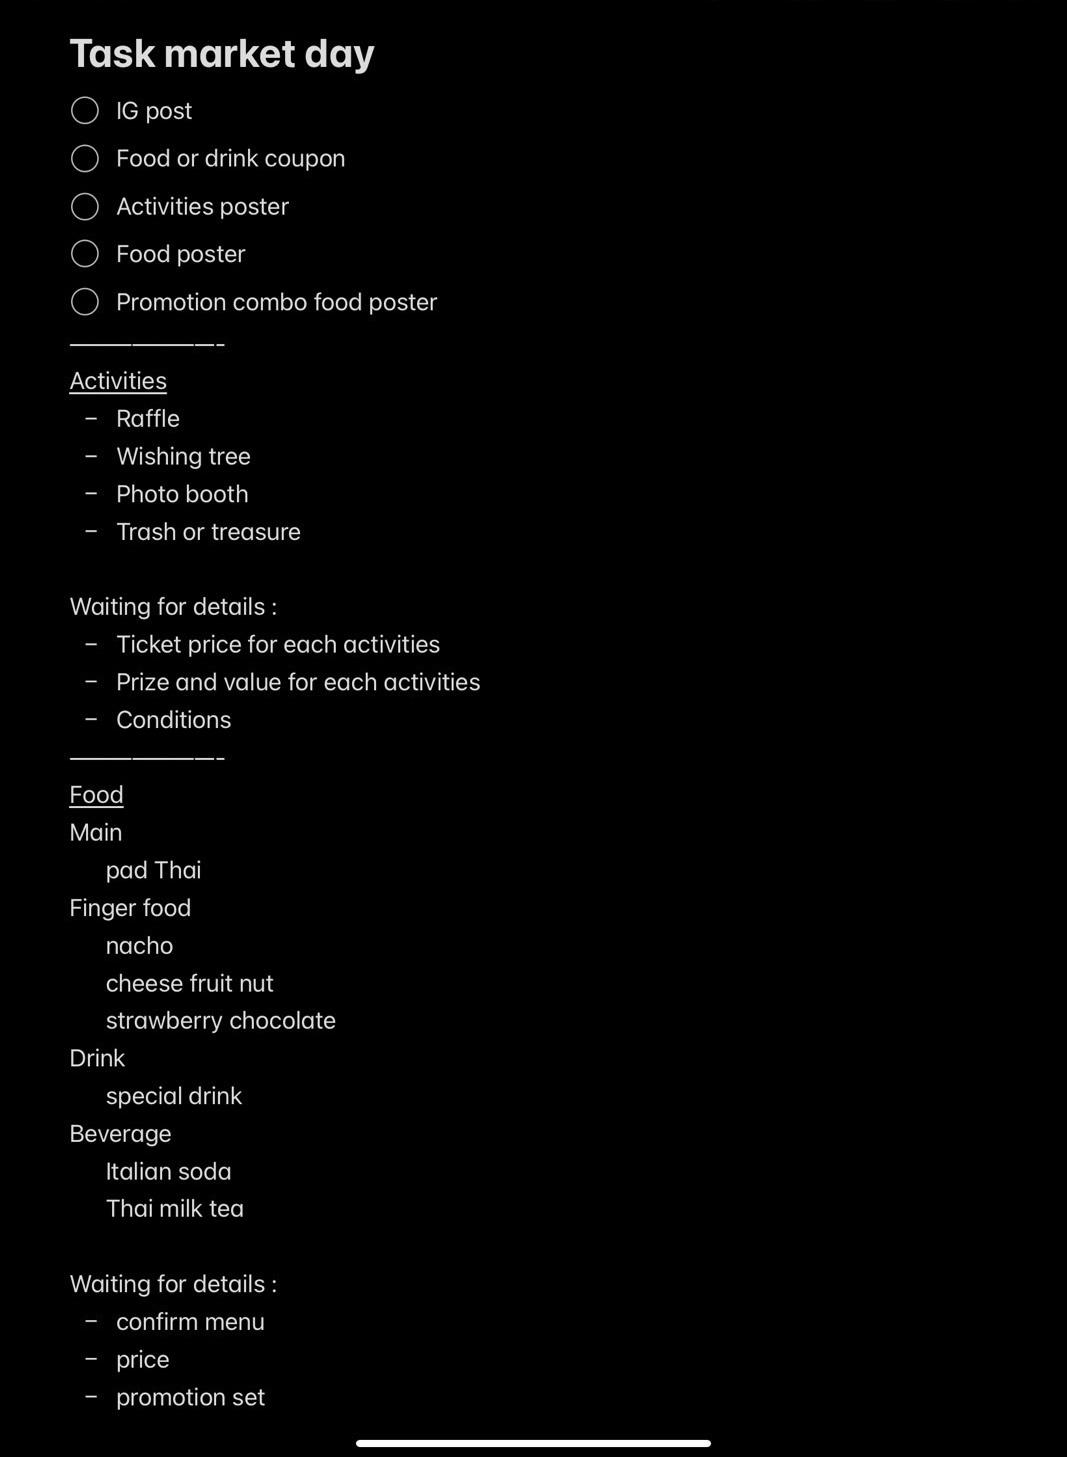 Task market day
IG post
Food or drink coupon
Activities poster
Food poster
Promotion combo food poster
———————-
Activities
– Raffle
– Wishing tree
– Photo booth
– Trash or treasure
Waiting for details :
– Ticket price for each activities
– Prize and value for each activities
– Conditions
———————-
Food
Main
pad Thai
Finger food
nacho
cheese fruit nut
strawberry chocolate
Drink
special drink
Beverage
Italian soda
Thai milk tea
Waiting for details :
– confirm menu
– price
– promotion set